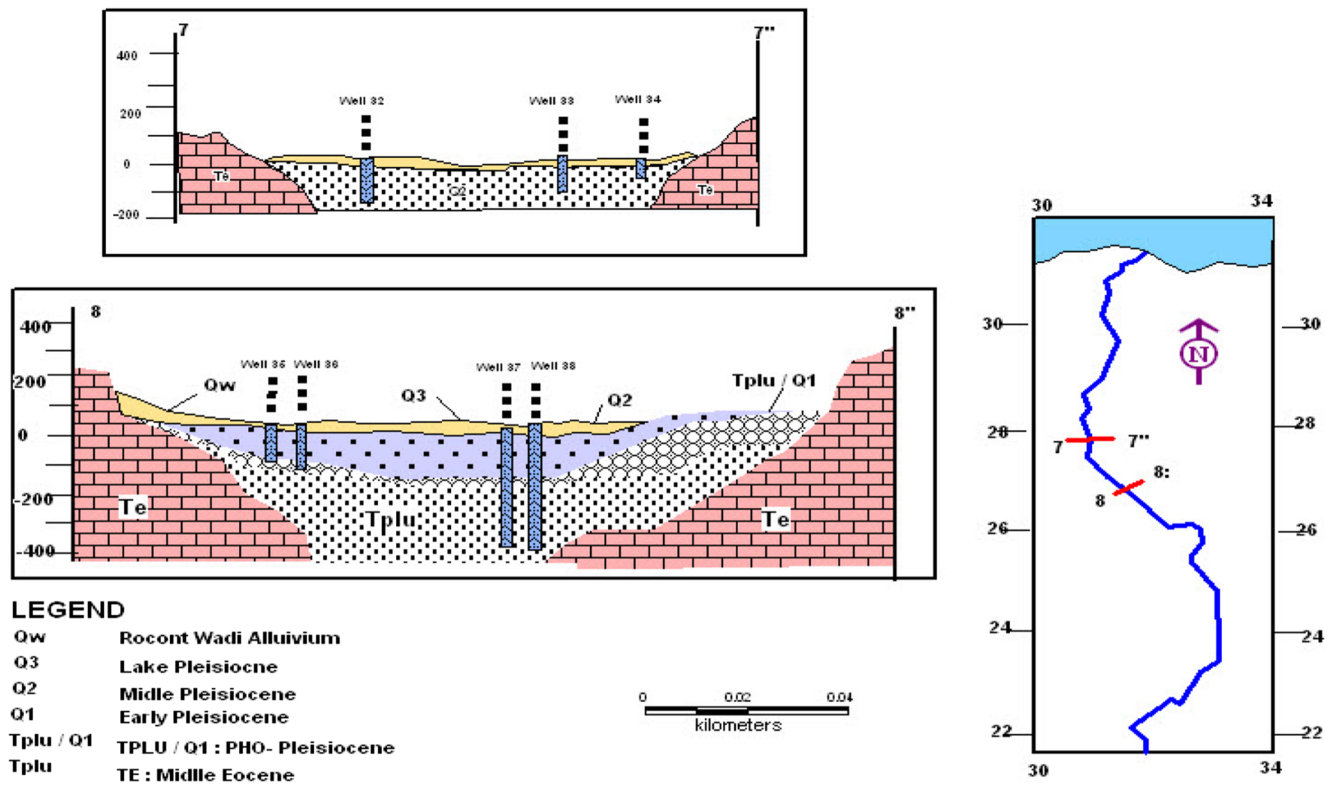 7
7''
400
200
0
-200
Well 32
Well 33
Well 34
Te
Q2
Te
8
8''
400
200
0
-200
-400
Well 35
Well 36
Well 37
Well 38
Qw
Q3
Q2
Tplu / Q1
Te
Tplu
Te
LEGEND
Qw Rocont Wadi Alluivium
Q3 Lake Pleisiocne
Q2 Midle Pleisiocene
Q1 Early Pleisiocene
Tplu / Q1 TPLU / Q1 : PHO- Pleisiocene
Tplu TE : Midlle Eocene
0 0.02 0.04
kilometers
30 34
30 30
N
28 28
7 7''
8 8:
26 26
24 24
22 22
30 34